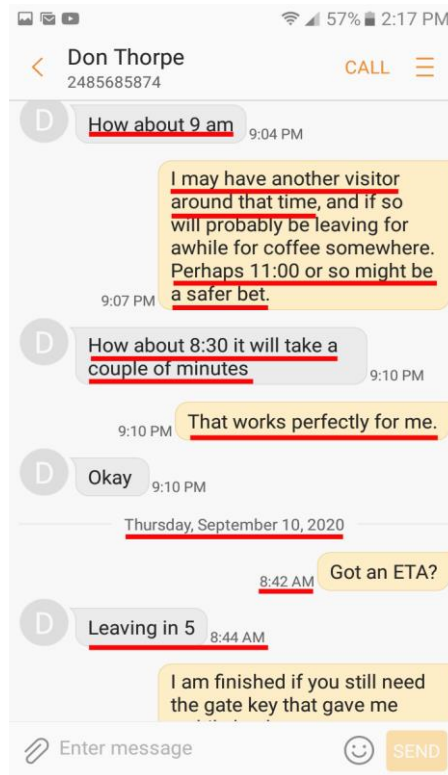 57% 2:17 PM
Don Thorpe
2485685874
CALL
How about 9 am
9:04 PM
I may have another visitor
around that time, and if so
will probably be leaving for
awhile for coffee somewhere.
Perhaps 11:00 or so might be
a safer bet.
9:07 PM
D
How about 8:30 it will take a
couple of minutes
9:10 PM
That works perfectly for me.
9:10 PM
D
Okay
9:10 PM
Thursday, September 10, 2020
Got an ETA?
8:42 AM
D
Leaving in 5
8:44 AM
I am finished if you still need
the gate key that gave me
Enter message
SEND